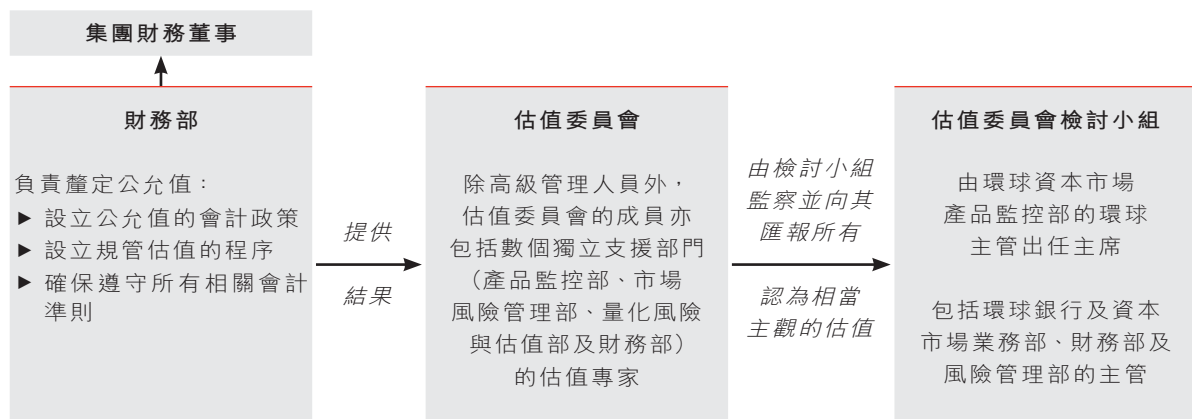 集團財務董事
財務部
負責釐定公允值：
▶ 設立公允值的會計政策
▶ 設立規管估值的程序
▶ 確保遵守所有相關會計
準則
提供
結果
估值委員會
除高級管理人員外，
估值委員會的成員亦
包括數個獨立支援部門
（產品監控部、市場
風險管理部、量化風險
與估值部及財務部）
的估值專家
由檢討小組
監察並向其
匯報所有
認為相當
主觀的估值
估值委員會檢討小組
由環球資本市場
產品監控部的環球
主管出任主席
包括環球銀行及資本
市場業務部、財務部及
風險管理部的主管